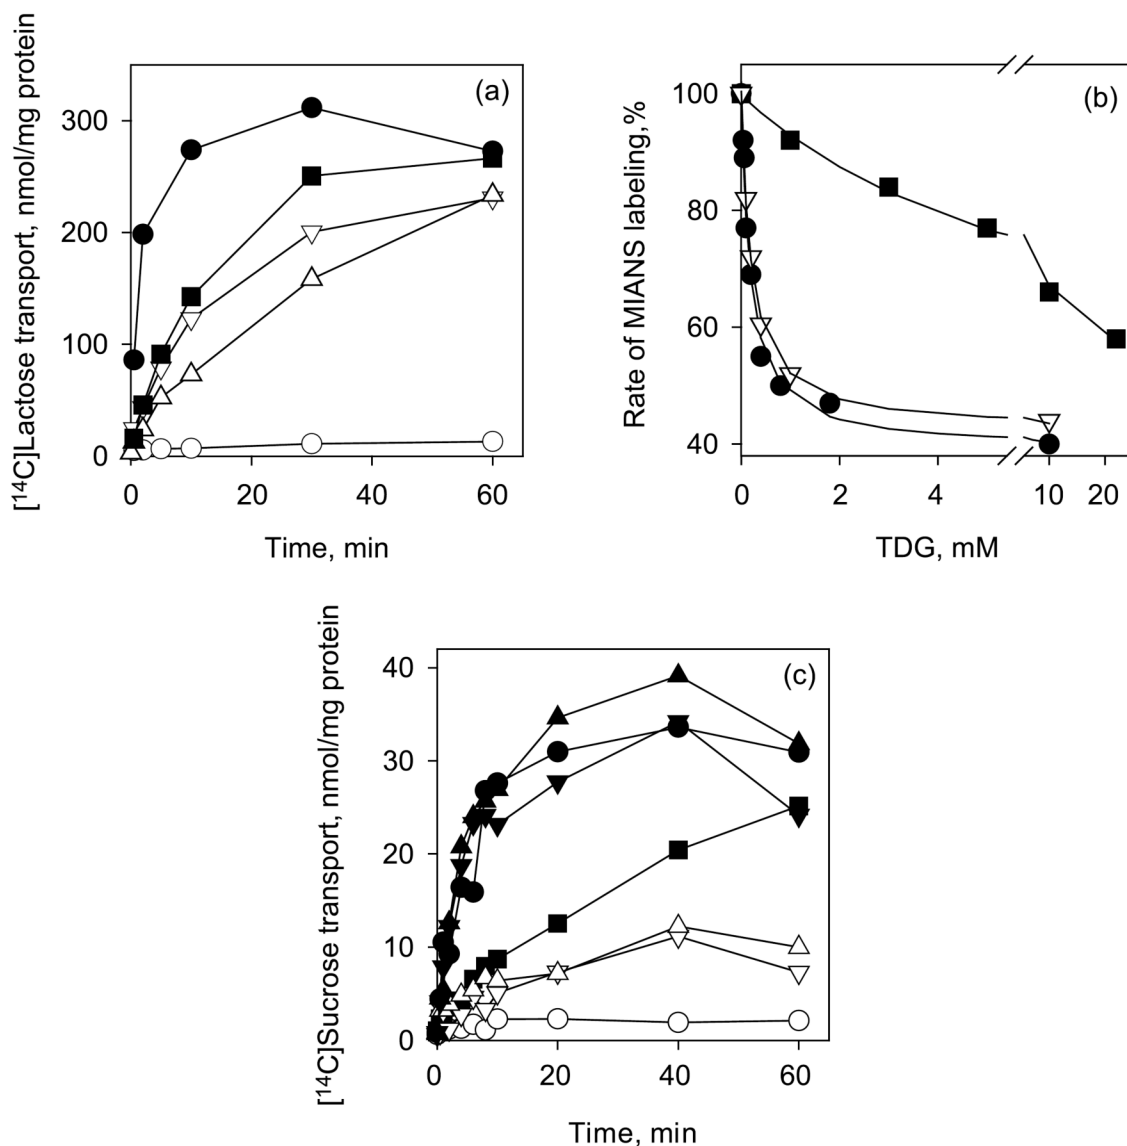 (a)
[¹⁴C]Lactose transport, nmol/mg protein
300
200
100
0
0 20 40 60
Time, min
(b)
Rate of MIANS labeling,%
100
80
60
40
0 2 4 10 20
TDG, mM
(c)
[¹⁴C]Sucrose transport, nmol/mg protein
40
30
20
10
0
0 20 40 60
Time, min